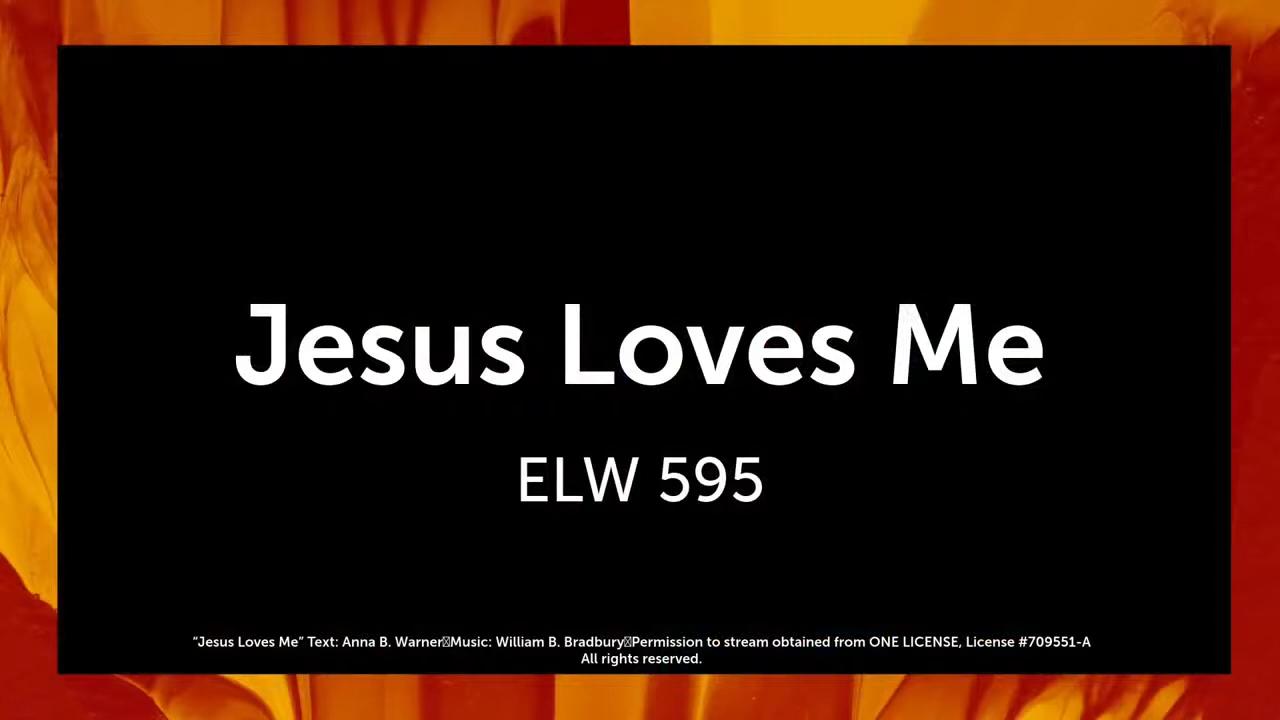 Jesus Loves Me
ELW 595
“Jesus Loves Me” Text: Anna B. Warner Music: William B. Bradbury Permission to stream obtained from ONE LICENSE, License #709551-A
All rights reserved.